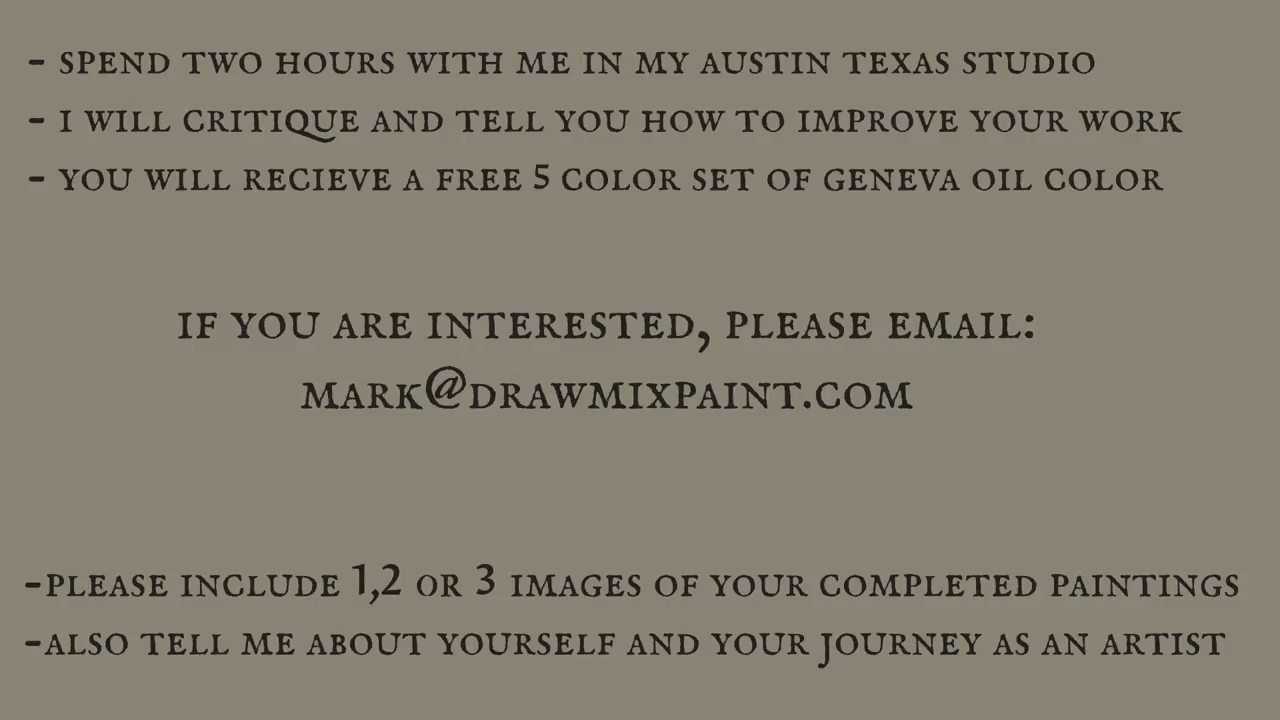 - SPEND TWO HOURS WITH ME IN MY AUSTIN TEXAS STUDIO
- I WILL CRITIQUE AND TELL YOU HOW TO IMPROVE YOUR WORK
- YOU WILL RECIEVE A FREE 5 COLOR SET OF GENEVA OIL COLOR
IF YOU ARE INTERESTED, PLEASE EMAIL:
MARK@DRAWMIXPAINT.COM
-PLEASE INCLUDE 1,2 OR 3 IMAGES OF YOUR COMPLETED PAINTINGS
-ALSO TELL ME ABOUT YOURSELF AND YOUR JOURNEY AS AN ARTIST